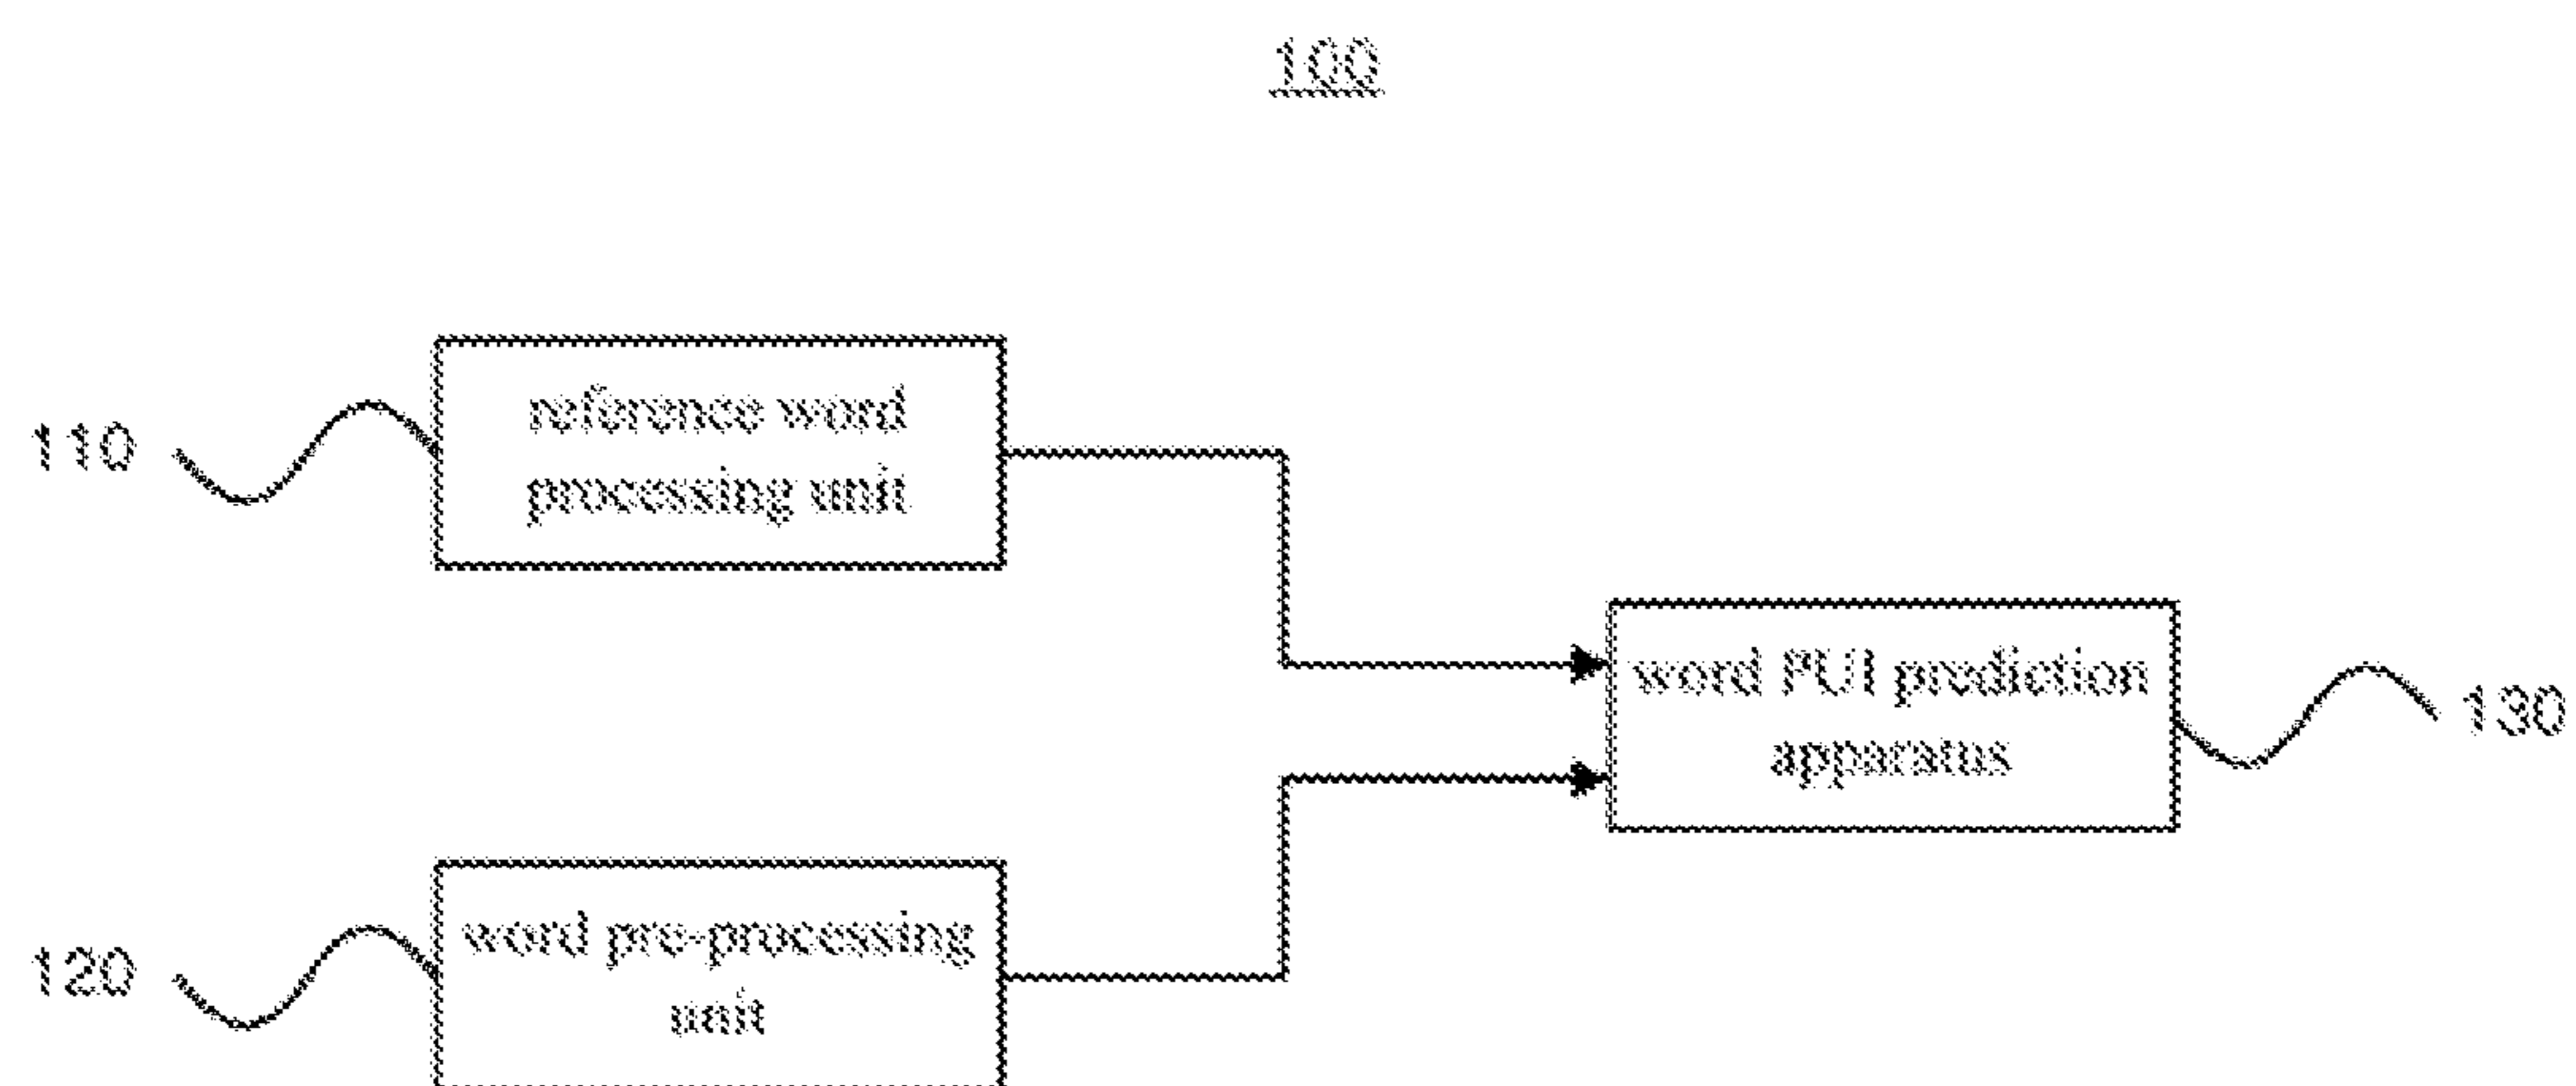 100
reference word
processing unit
110
word PUI prediction
apparatus
130
word pre-processing
unit
120